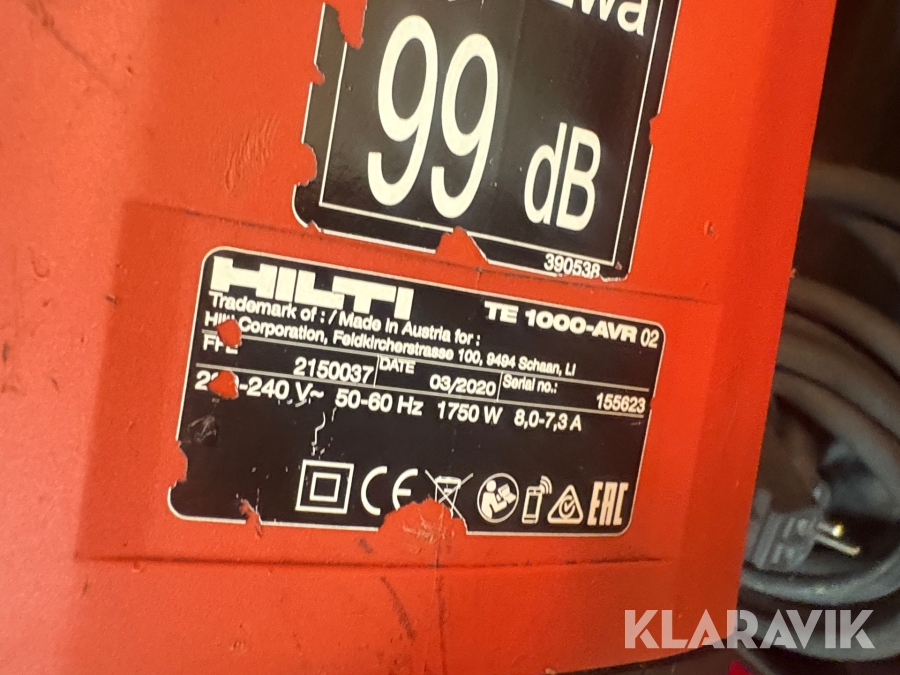 99 dB
390538
HILTI TE 1000-AVR 02
Trademark of : / Made in Austria for :
Corporation, Feldkircherstrasse 100, 9494 Schaan, LI
2150037 DATE 03/2020 Serial no.: 155623
-240 V~ 50-60 Hz 1750 W 8,0-7,3 A
CE EAC
KLARAVIK